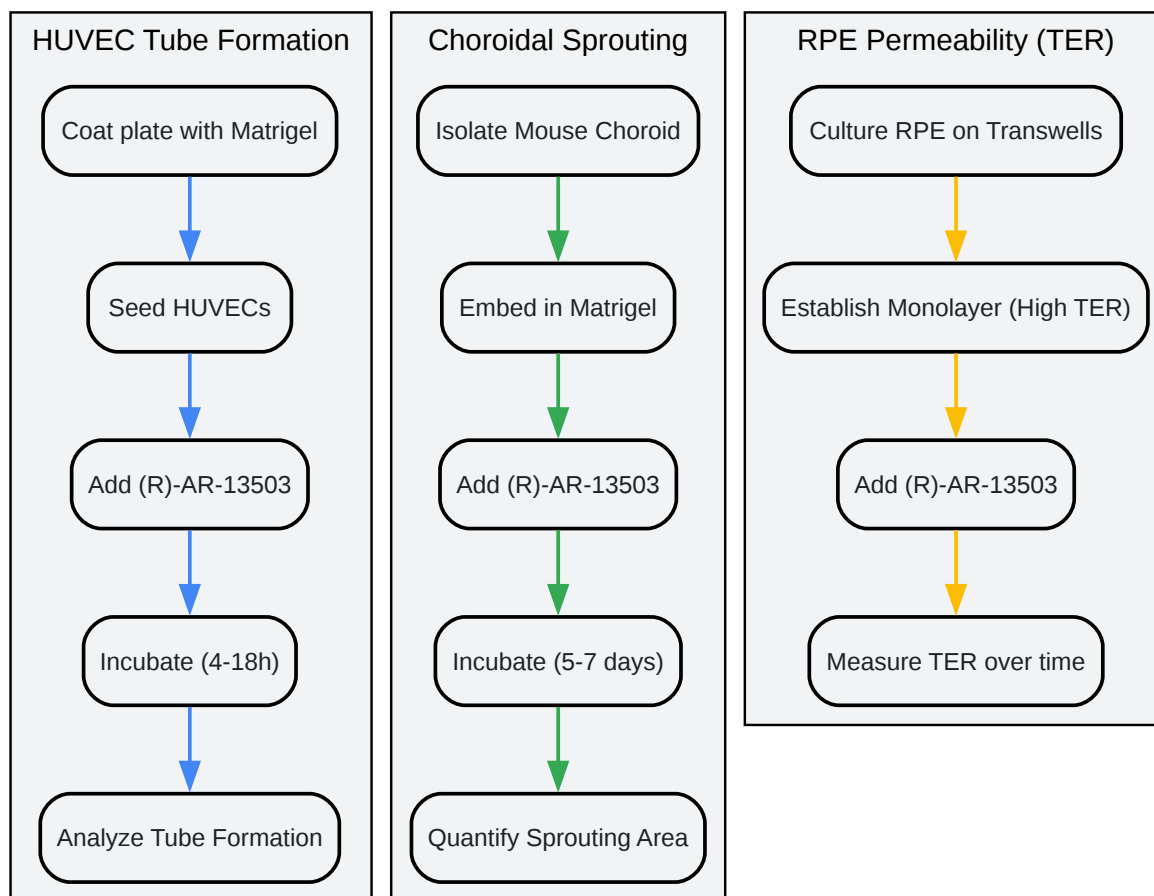 HUVEC Tube Formation
Coat plate with Matrigel
Seed HUVECs
Add (R)-AR-13503
Incubate (4-18h)
Analyze Tube Formation
Choroidal Sprouting
Isolate Mouse Choroid
Embed in Matrigel
Add (R)-AR-13503
Incubate (5-7 days)
Quantify Sprouting Area
RPE Permeability (TER)
Culture RPE on Transwells
Establish Monolayer (High TER)
Add (R)-AR-13503
Measure TER over time